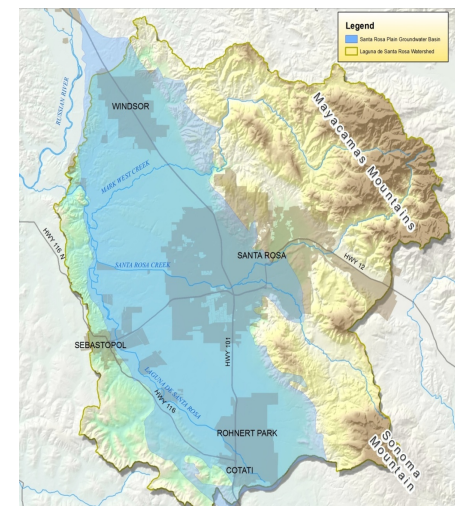 Legend
Santa Rosa Plain Groundwater Basin
Laguna de Santa Rosa Watershed
RUSSIAN RIVER
WINDSOR
Mayacamas Mountains
MARK WEST CREEK
HWY 116 N
SANTA ROSA CREEK
SANTA ROSA
HWY 12
SEBASTOPOL
HWY 101
LAGUNA DE SANTA ROSA
HWY 116
ROHNERT PARK
COTATI
Sonoma
Mountain